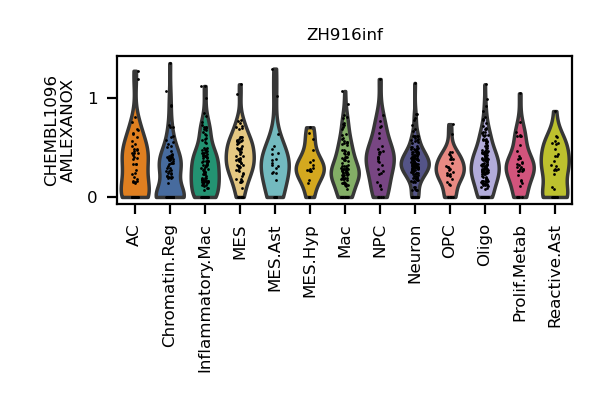 ZH916inf
CHEMBL1096
AMLEXANOX
1
0
AC
Chromatin.Reg
Inflammatory.Mac
MES
MES.Ast
MES.Hyp
Mac
NPC
Neuron
OPC
Oligo
Prolif.Metab
Reactive.Ast